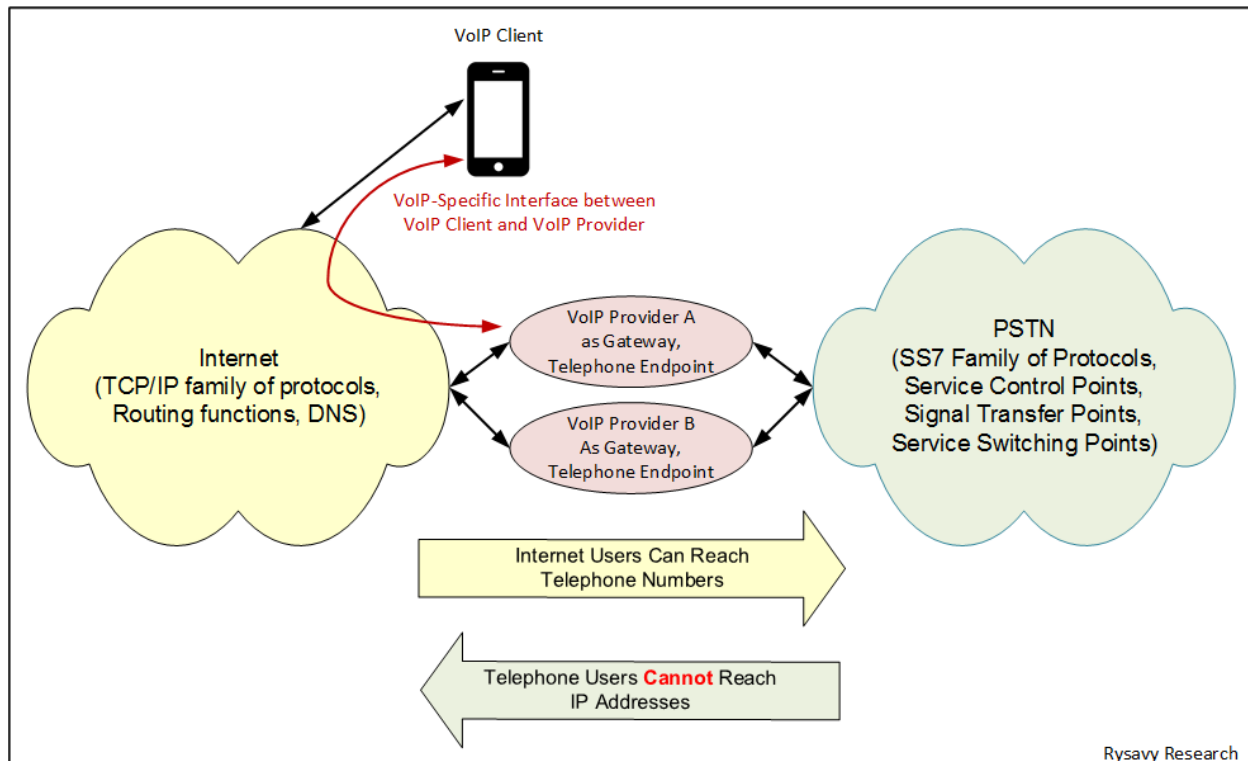 VoIP Client
VoIP-Specific Interface between
VoIP Client and VoIP Provider
Internet
(TCP/IP family of protocols,
Routing functions, DNS)
VoIP Provider A
as Gateway,
Telephone Endpoint
VoIP Provider B
As Gateway,
Telephone Endpoint
PSTN
(SS7 Family of Protocols,
Service Control Points,
Signal Transfer Points,
Service Switching Points)
Internet Users Can Reach
Telephone Numbers
Telephone Users Cannot Reach
IP Addresses
Rysavy Research